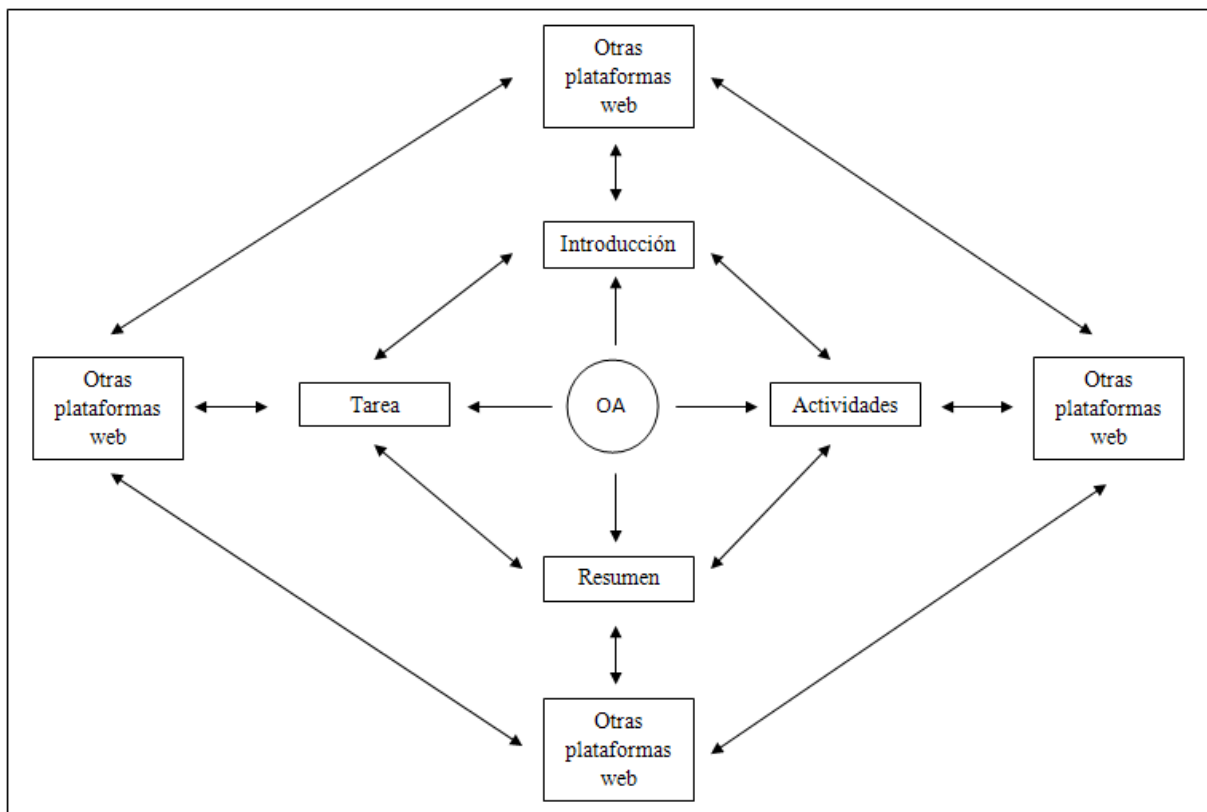 Otras
plataformas
web
Introducción
Otras
plataformas
web
Tarea
OA
Actividades
Otras
plataformas
web
Resumen
Otras
plataformas
web